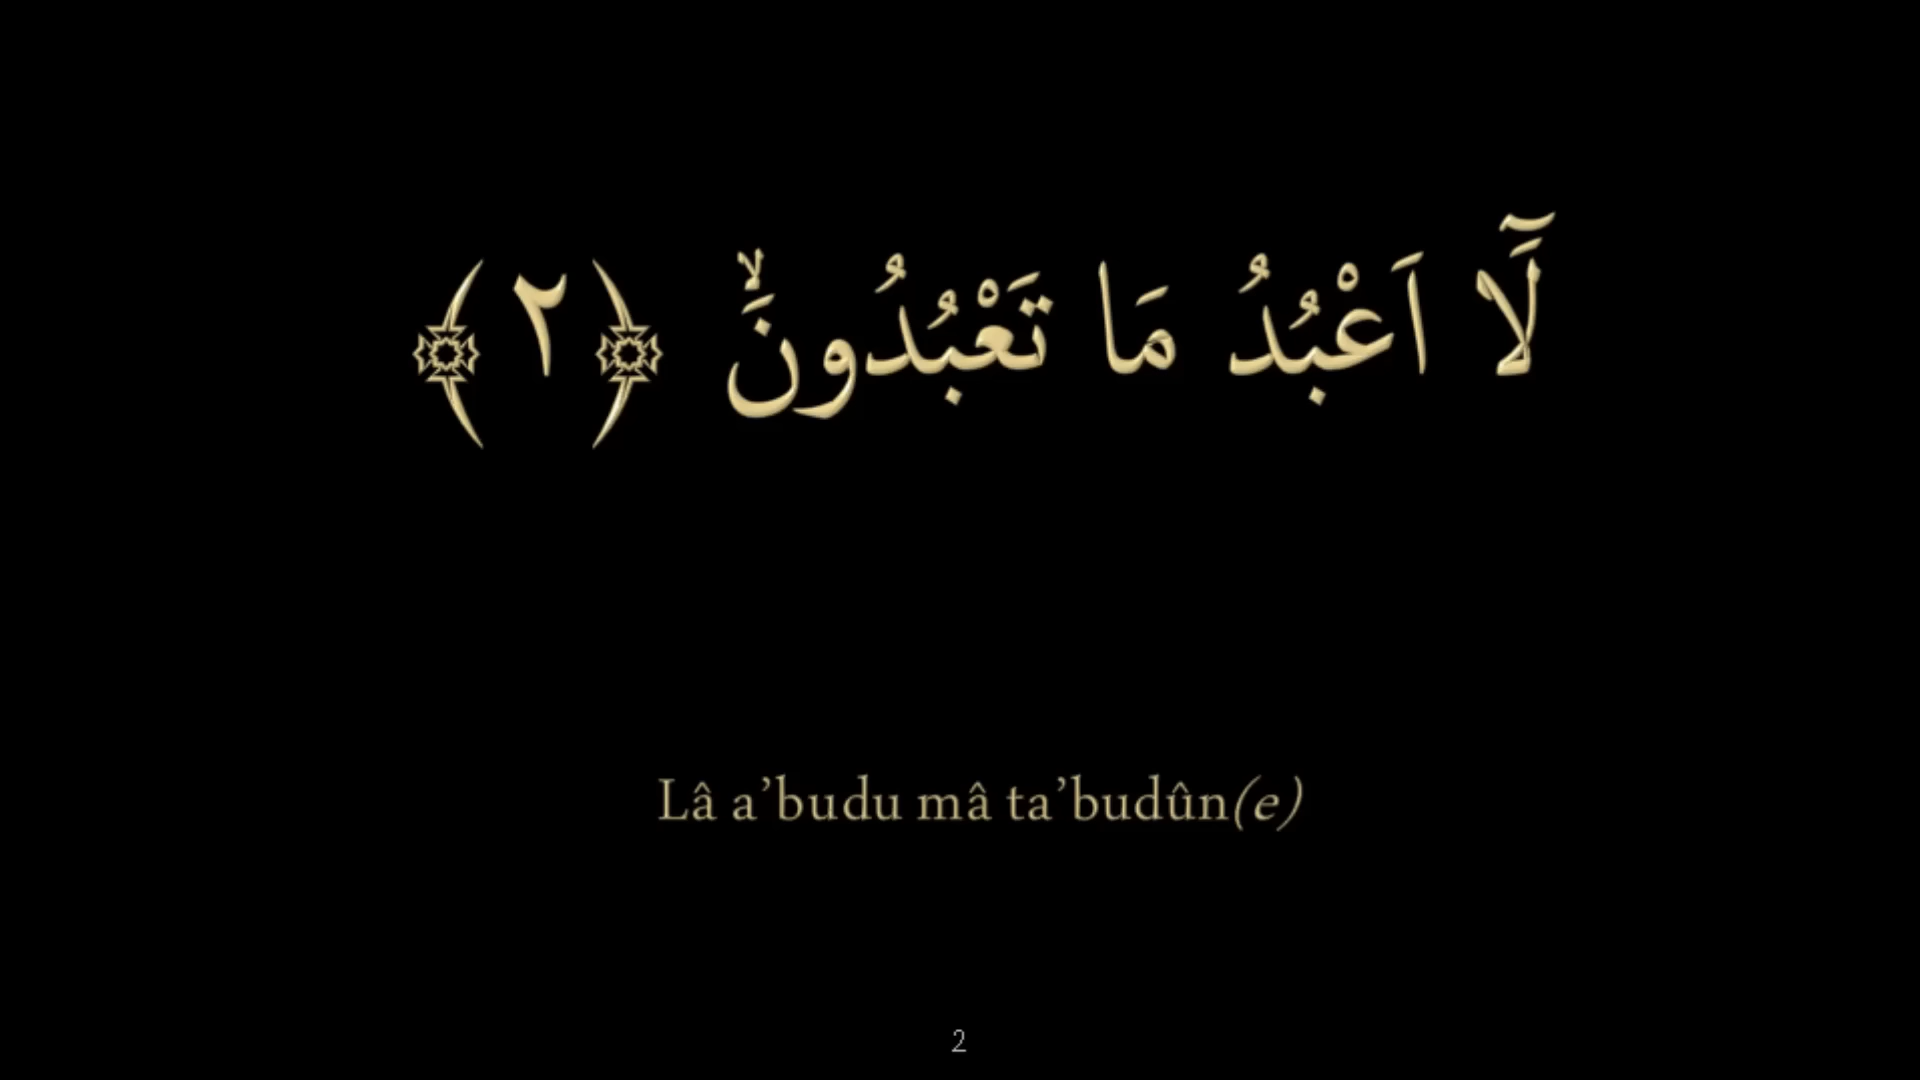 لَٓا اَعْبُدُ مَا تَعْبُدُونَۙ ﴿٢﴾
Lâ a’budu mâ ta’budûn(e)
2